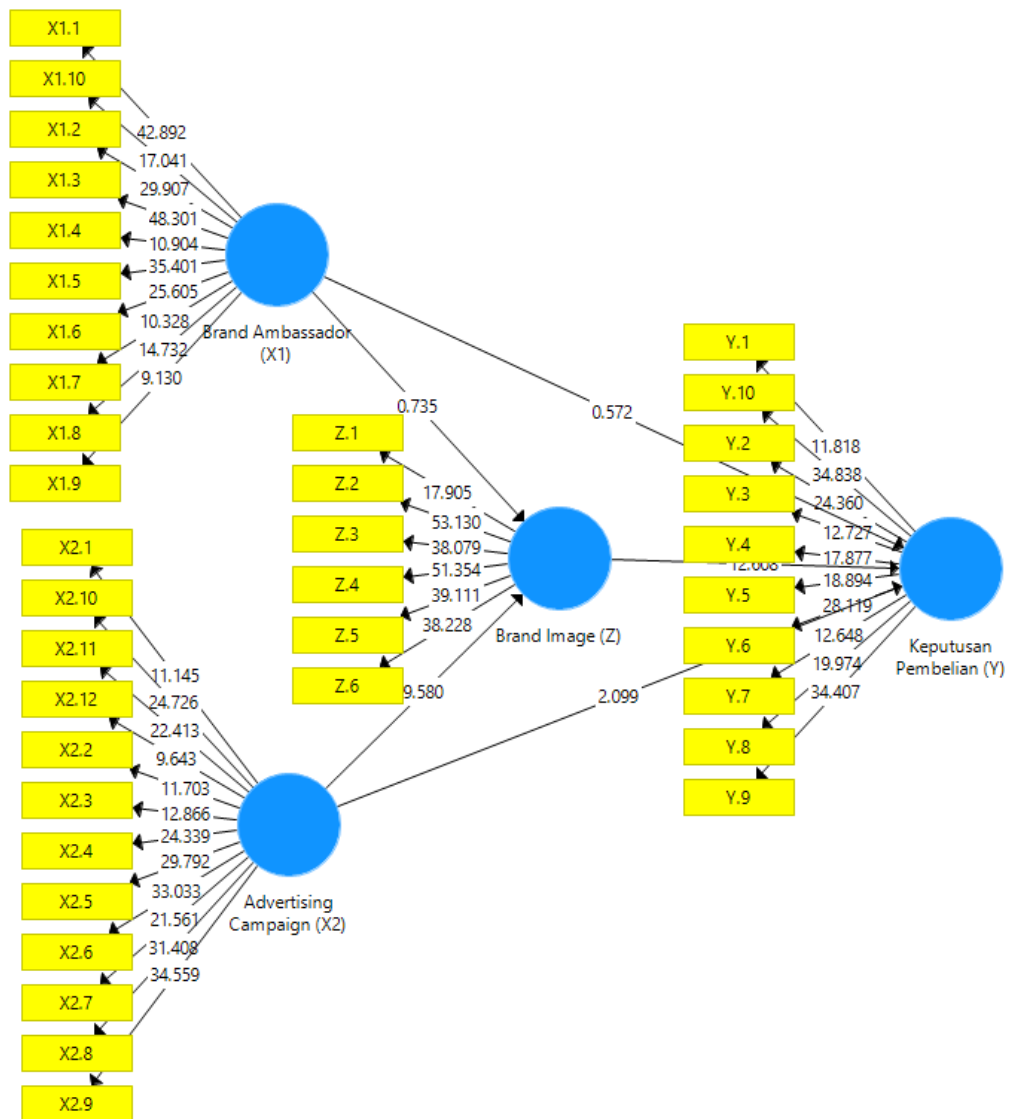 X1.1
X1.10
X1.2
X1.3
X1.4
X1.5
X1.6
X1.7
X1.8
X1.9
42.892
17.041
29.907
48.301
10.904
35.401
25.605
10.328
14.732
9.130
Brand Ambassador
(X1)
0.735
0.572
Z.1
Z.2
Z.3
Z.4
Z.5
Z.6
17.905
53.130
38.079
51.354
39.111
38.228
Brand Image (Z)
12.608
9.580
2.099
X2.1
X2.10
X2.11
X2.12
X2.2
X2.3
X2.4
X2.5
X2.6
X2.7
X2.8
X2.9
11.145
24.726
22.413
9.643
11.703
12.866
24.339
29.792
33.033
21.561
31.408
34.559
Advertising
Campaign (X2)
Y.1
Y.10
Y.2
Y.3
Y.4
Y.5
Y.6
Y.7
Y.8
Y.9
11.818
34.838
24.360
12.727
17.877
18.894
28.119
12.648
19.974
34.407
Keputusan
Pembelian (Y)